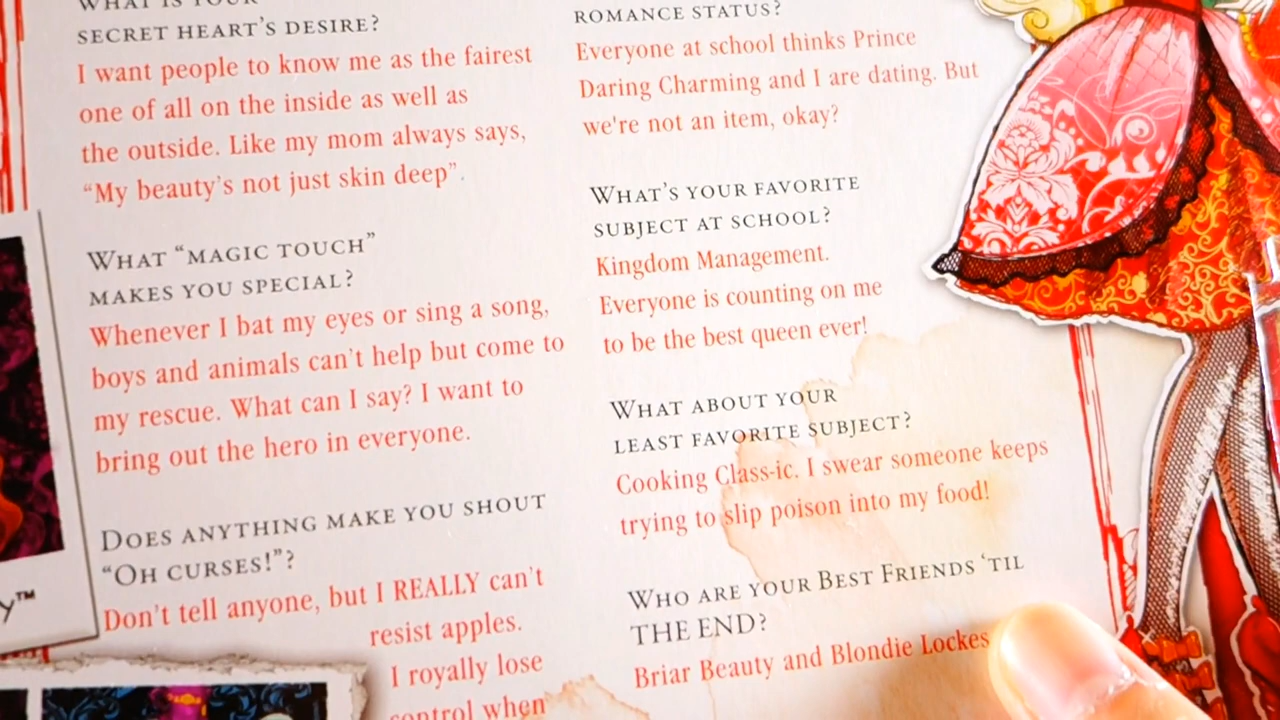 WHAT IS YOUR
SECRET HEART'S DESIRE?
I want people to know me as the fairest
one of all on the inside as well as
the outside. Like my mom always says,
“My beauty's not just skin deep”.
WHAT “MAGIC TOUCH”
MAKES YOU SPECIAL?
Whenever I bat my eyes or sing a song,
boys and animals can't help but come to
my rescue. What can I say? I want to
bring out the hero in everyone.
DOES ANYTHING MAKE YOU SHOUT
“OH CURSES!”?
Don't tell anyone, but I REALLY can't
resist apples.
I royally lose
control when
ROMANCE STATUS?
Everyone at school thinks Prince
Daring Charming and I are dating. But
we're not an item, okay?
WHAT'S YOUR FAVORITE
SUBJECT AT SCHOOL?
Kingdom Management.
Everyone is counting on me
to be the best queen ever!
WHAT ABOUT YOUR
LEAST FAVORITE SUBJECT?
Cooking Class-ic. I swear someone keeps
trying to slip poison into my food!
WHO ARE YOUR BEST FRIENDS ‘TIL
THE END?
Briar Beauty and Blondie Lockes
y™